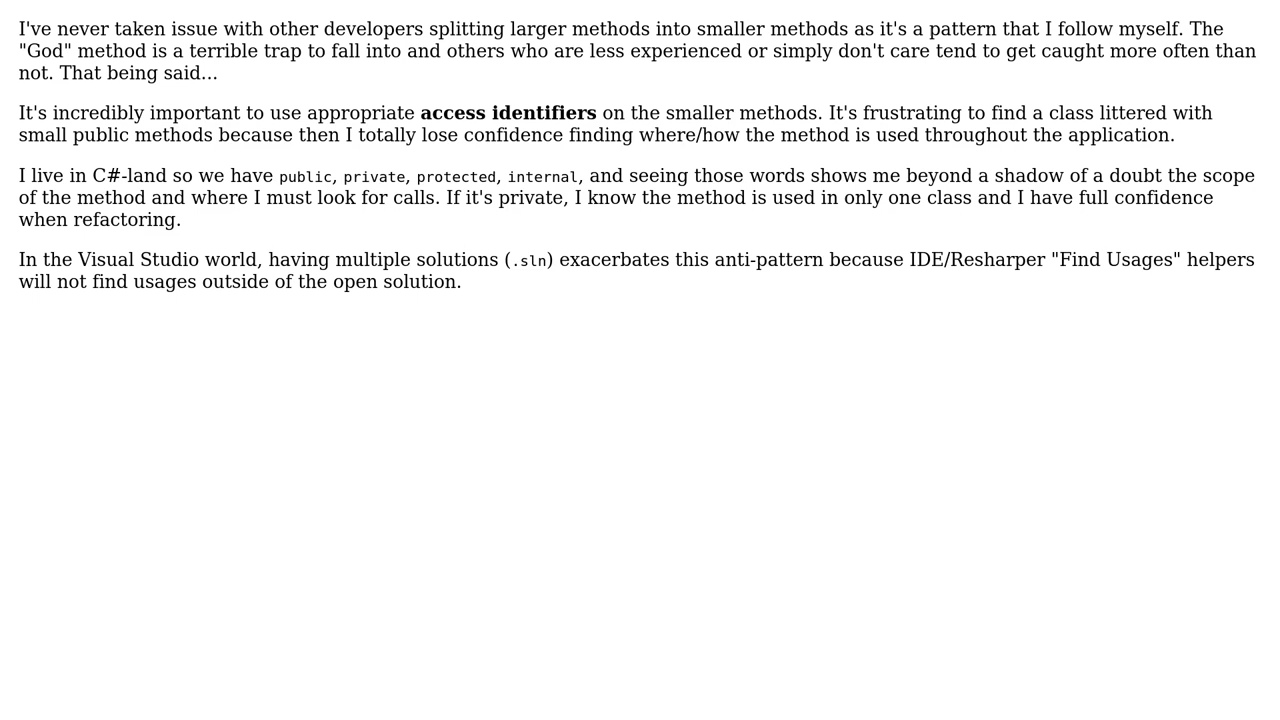 I've never taken issue with other developers splitting larger methods into smaller methods as it's a pattern that I follow myself. The
"God" method is a terrible trap to fall into and others who are less experienced or simply don't care tend to get caught more often than
not. That being said...
It's incredibly important to use appropriate access identifiers on the smaller methods. It's frustrating to find a class littered with
small public methods because then I totally lose confidence finding where/how the method is used throughout the application.
I live in C#-land so we have public, private, protected, internal, and seeing those words shows me beyond a shadow of a doubt the scope
of the method and where I must look for calls. If it's private, I know the method is used in only one class and I have full confidence
when refactoring.
In the Visual Studio world, having multiple solutions (.sln) exacerbates this anti-pattern because IDE/Resharper "Find Usages" helpers
will not find usages outside of the open solution.